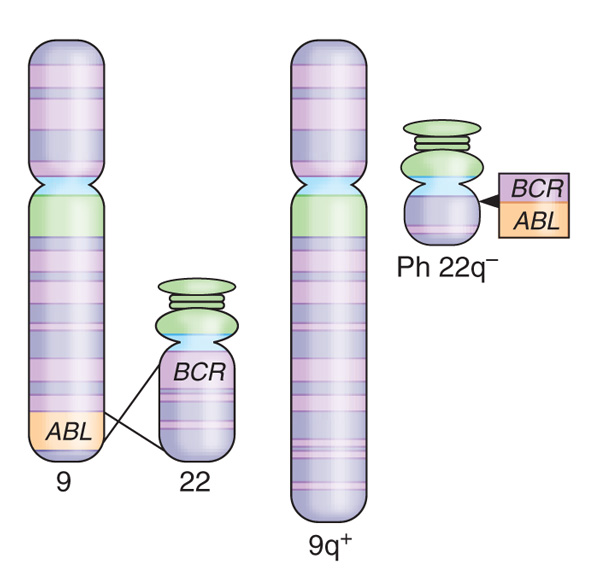 BCR
ABL
Ph 22q⁻
BCR
ABL
9
22
9q⁺